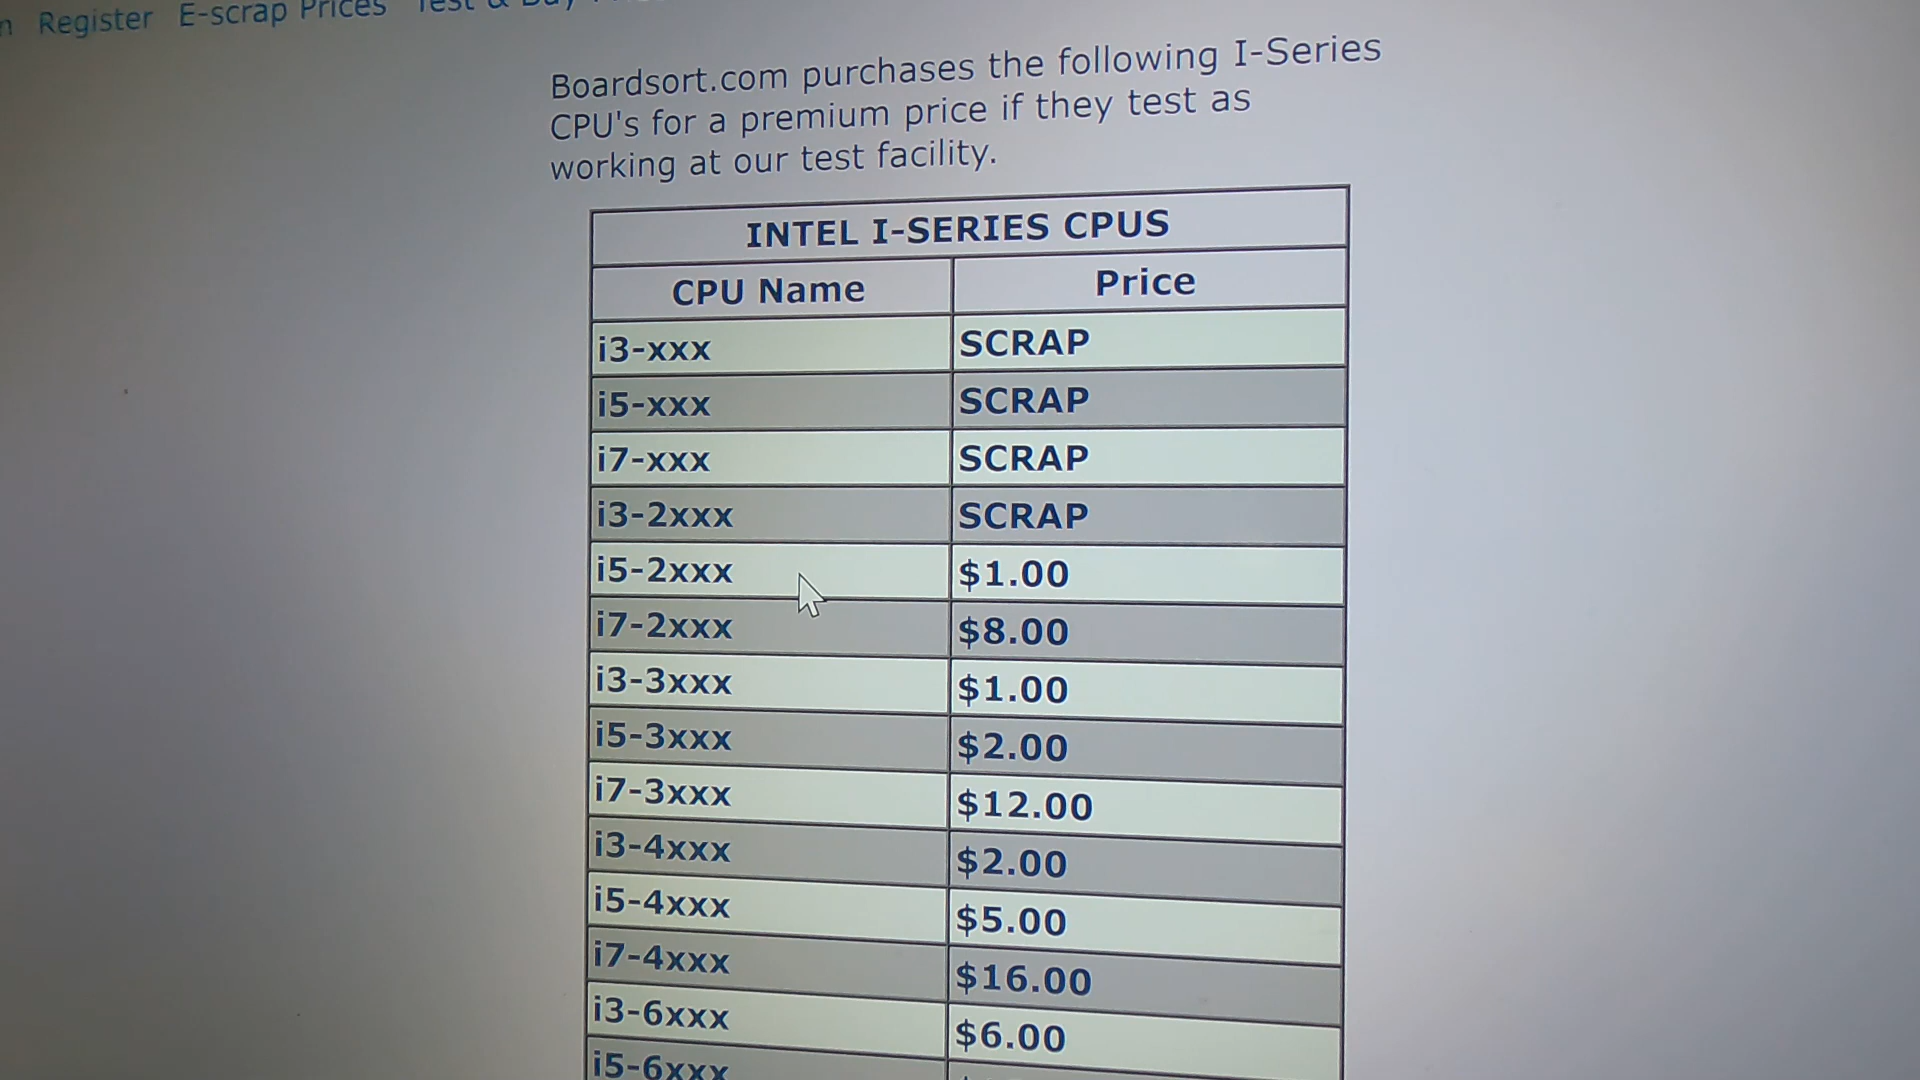 Register E-scrap Prices Test & Buy
Boardsort.com purchases the following I-Series
CPU's for a premium price if they test as
working at our test facility.
INTEL I-SERIES CPUS
CPU Name Price
i3-xxx SCRAP
i5-xxx SCRAP
i7-xxx SCRAP
i3-2xxx SCRAP
i5-2xxx $1.00
i7-2xxx $8.00
i3-3xxx $1.00
i5-3xxx $2.00
i7-3xxx $12.00
i3-4xxx $2.00
i5-4xxx $5.00
i7-4xxx $16.00
i3-6xxx $6.00
i5-6xxx